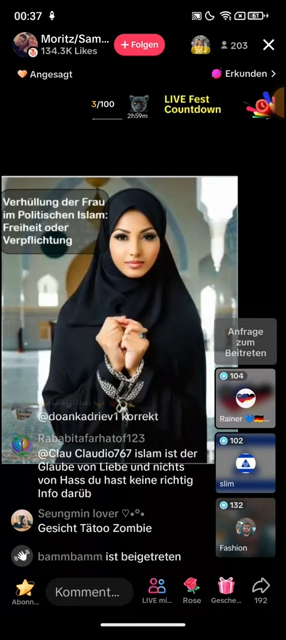 00:37
61
Moritz/Sam...
134.3K Likes
+ Folgen
203
Angesagt
Erkunden >
3/100
2h59m
LIVE Fest
Countdown
Verhüllung der Frau
im Politischen Islam:
Freiheit oder
Verpflichtung
Anfrage
zum
Beitreten
104
Rainer
102
slim
132
Fashion
@doankadriev1 korrekt
Rababitafarhatof123
@Clau Claudio767 islam ist der
Glaube von Liebe und nichts
von Hass du hast keine richtig
Info darüb
Seungmin lover ♡•°•
Gesicht Tätoo Zombie
bammbamm ist beigetreten
Abonn...
Komment...
LIVE mi...
Rose
Gesche...
192